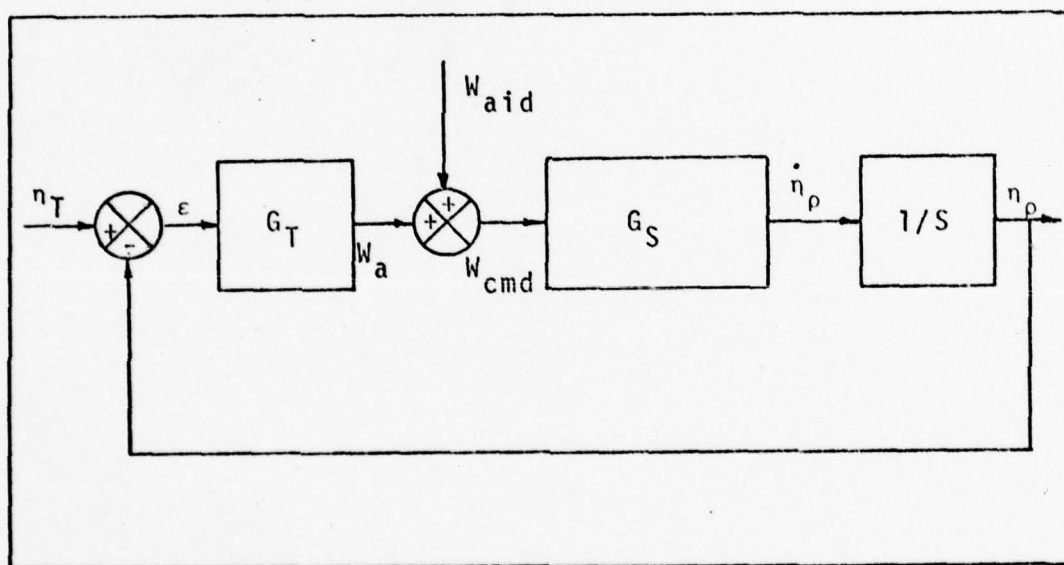 W_aid
η_T
+
-
ε
G_T
W_a
+
+
W_cmd
G_S
η̇_ρ
1/S
η_ρ